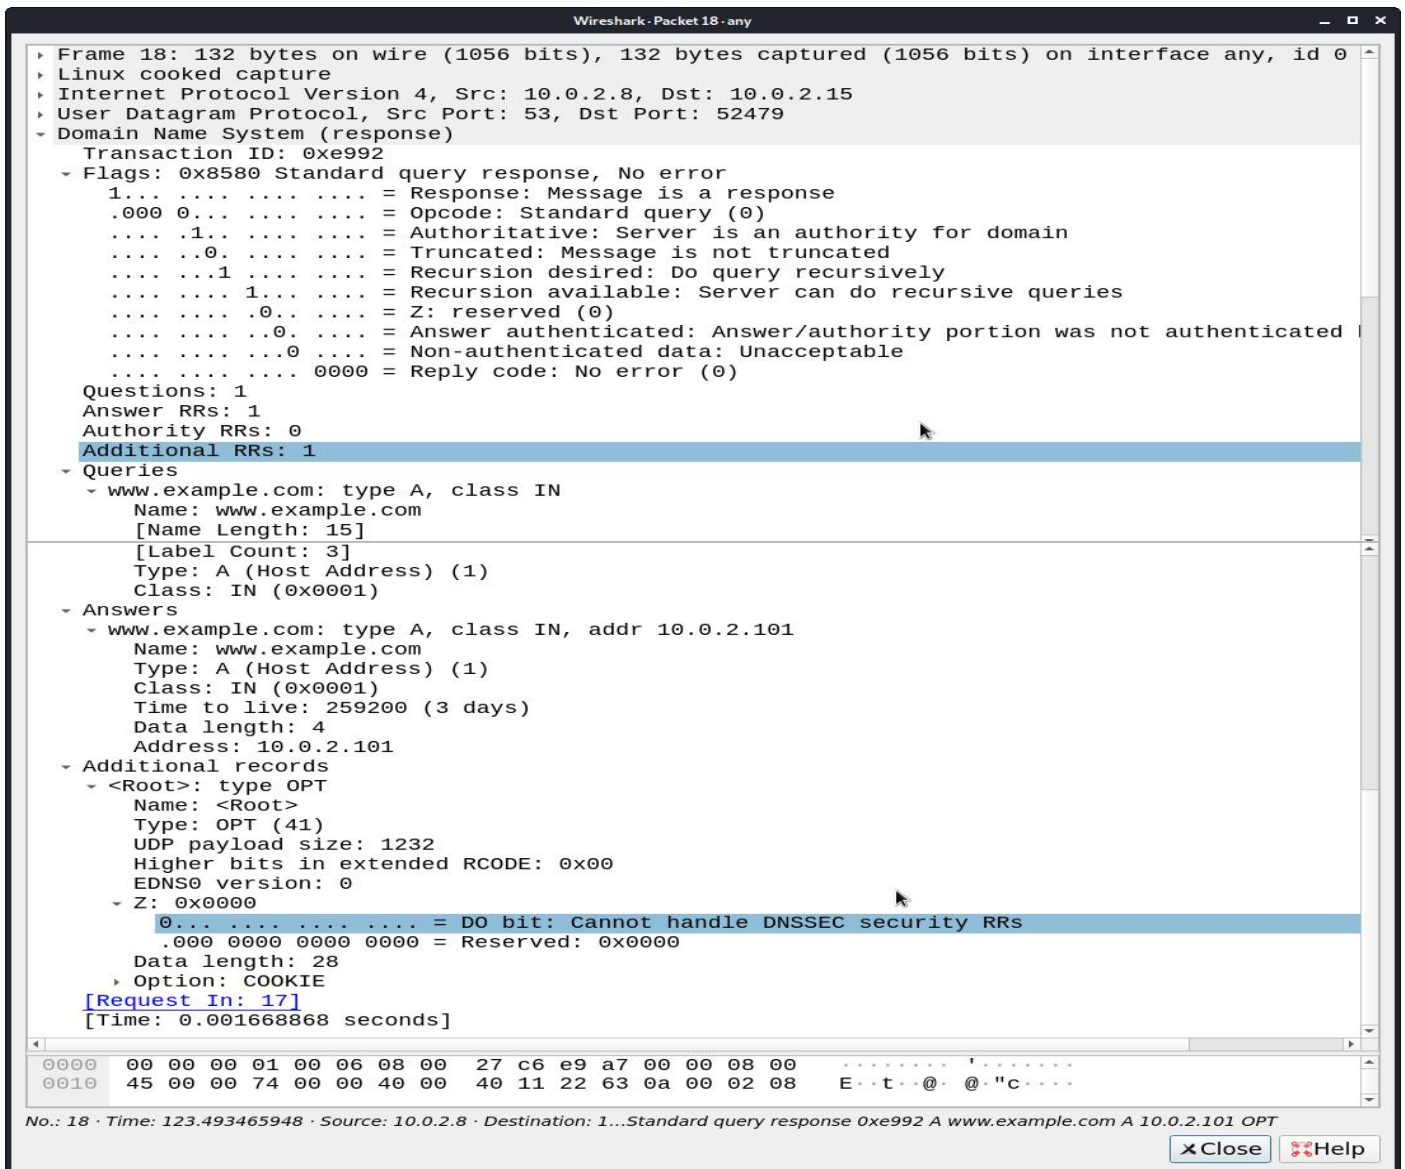 Wireshark · Packet 18 · any
Frame 18: 132 bytes on wire (1056 bits), 132 bytes captured (1056 bits) on interface any, id 0
Linux cooked capture
Internet Protocol Version 4, Src: 10.0.2.8, Dst: 10.0.2.15
User Datagram Protocol, Src Port: 53, Dst Port: 52479
Domain Name System (response)
Transaction ID: 0xe992
Flags: 0x8580 Standard query response, No error
1... .... .... .... = Response: Message is a response
.000 0... .... .... = Opcode: Standard query (0)
.... .1.. .... .... = Authoritative: Server is an authority for domain
.... ..0. .... .... = Truncated: Message is not truncated
.... ...1 .... .... = Recursion desired: Do query recursively
.... .... 1... .... = Recursion available: Server can do recursive queries
.... .... .0.. .... = Z: reserved (0)
.... .... ..0. .... = Answer authenticated: Answer/authority portion was not authenticated
.... .... ...0 .... = Non-authenticated data: Unacceptable
.... .... .... 0000 = Reply code: No error (0)
Questions: 1
Answer RRs: 1
Authority RRs: 0
Additional RRs: 1
Queries
www.example.com: type A, class IN
Name: www.example.com
[Name Length: 15]
[Label Count: 3]
Type: A (Host Address) (1)
Class: IN (0x0001)
Answers
www.example.com: type A, class IN, addr 10.0.2.101
Name: www.example.com
Type: A (Host Address) (1)
Class: IN (0x0001)
Time to live: 259200 (3 days)
Data length: 4
Address: 10.0.2.101
Additional records
<Root>: type OPT
Name: <Root>
Type: OPT (41)
UDP payload size: 1232
Higher bits in extended RCODE: 0x00
EDNS0 version: 0
Z: 0x0000
0... .... .... .... = DO bit: Cannot handle DNSSEC security RRs
.000 0000 0000 0000 = Reserved: 0x0000
Data length: 28
Option: COOKIE
[Request In: 17]
[Time: 0.001668868 seconds]
0000 00 00 00 01 00 06 08 00 27 c6 e9 a7 00 00 08 00 ········ '·······
0010 45 00 00 74 00 00 40 00 40 11 22 63 0a 00 02 08 E··t··@· @·"c····
No.: 18 · Time: 123.493465948 · Source: 10.0.2.8 · Destination: 1...Standard query response 0xe992 A www.example.com A 10.0.2.101 OPT
Close Help